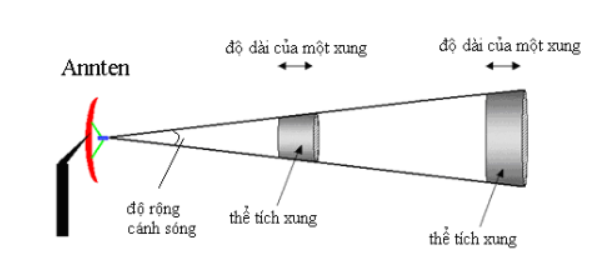 độ dài của một xung
độ dài của một xung
Annten
độ rộng
cánh sóng
thể tích xung
thể tích xung